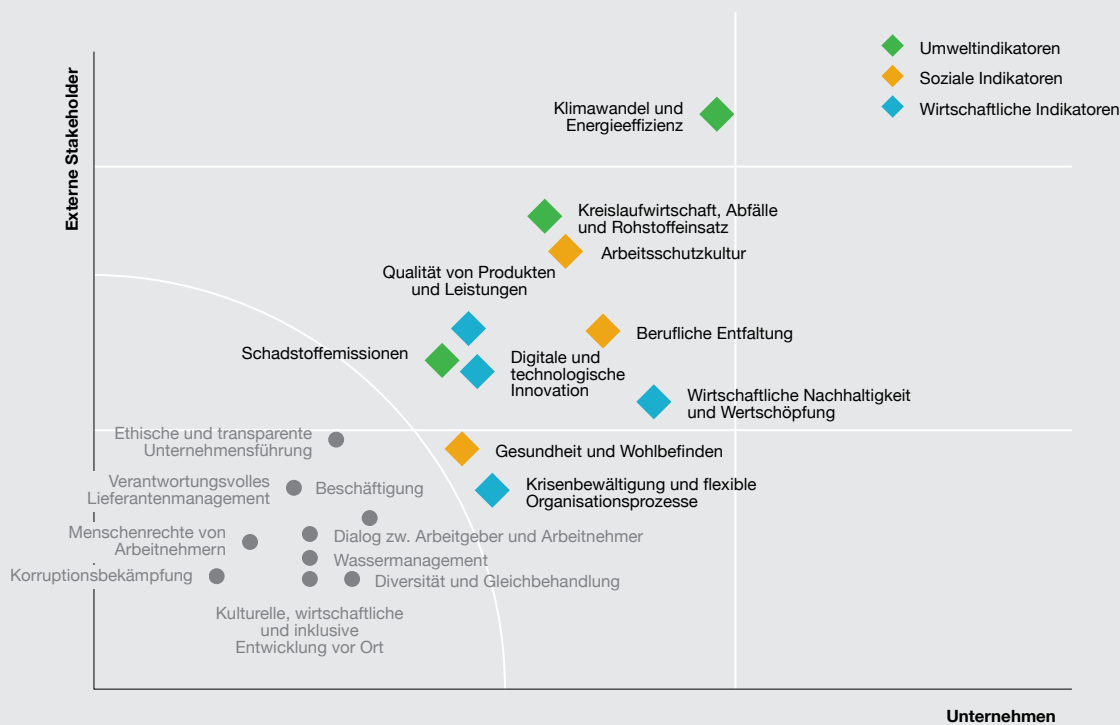 Externe Stakeholder
Umweltindikatoren
Soziale Indikatoren
Wirtschaftliche Indikatoren
Klimawandel und
Energieeffizienz
Kreislaufwirtschaft, Abfälle
und Rohstoffeinsatz
Arbeitsschutzkultur
Qualität von Produkten
und Leistungen
Berufliche Entfaltung
Schadstoffemissionen
Digitale und
technologische
Innovation
Wirtschaftliche Nachhaltigkeit
und Wertschöpfung
Ethische und transparente
Unternehmensführung
Gesundheit und Wohlbefinden
Verantwortungsvolles
Lieferantenmanagement
Beschäftigung
Krisenbewältigung und flexible
Organisationsprozesse
Menschenrechte von
Arbeitnehmern
Dialog zw. Arbeitgeber und Arbeitnehmer
Wassermanagement
Korruptionsbekämpfung
Diversität und Gleichbehandlung
Kulturelle, wirtschaftliche
und inklusive
Entwicklung vor Ort
Unternehmen